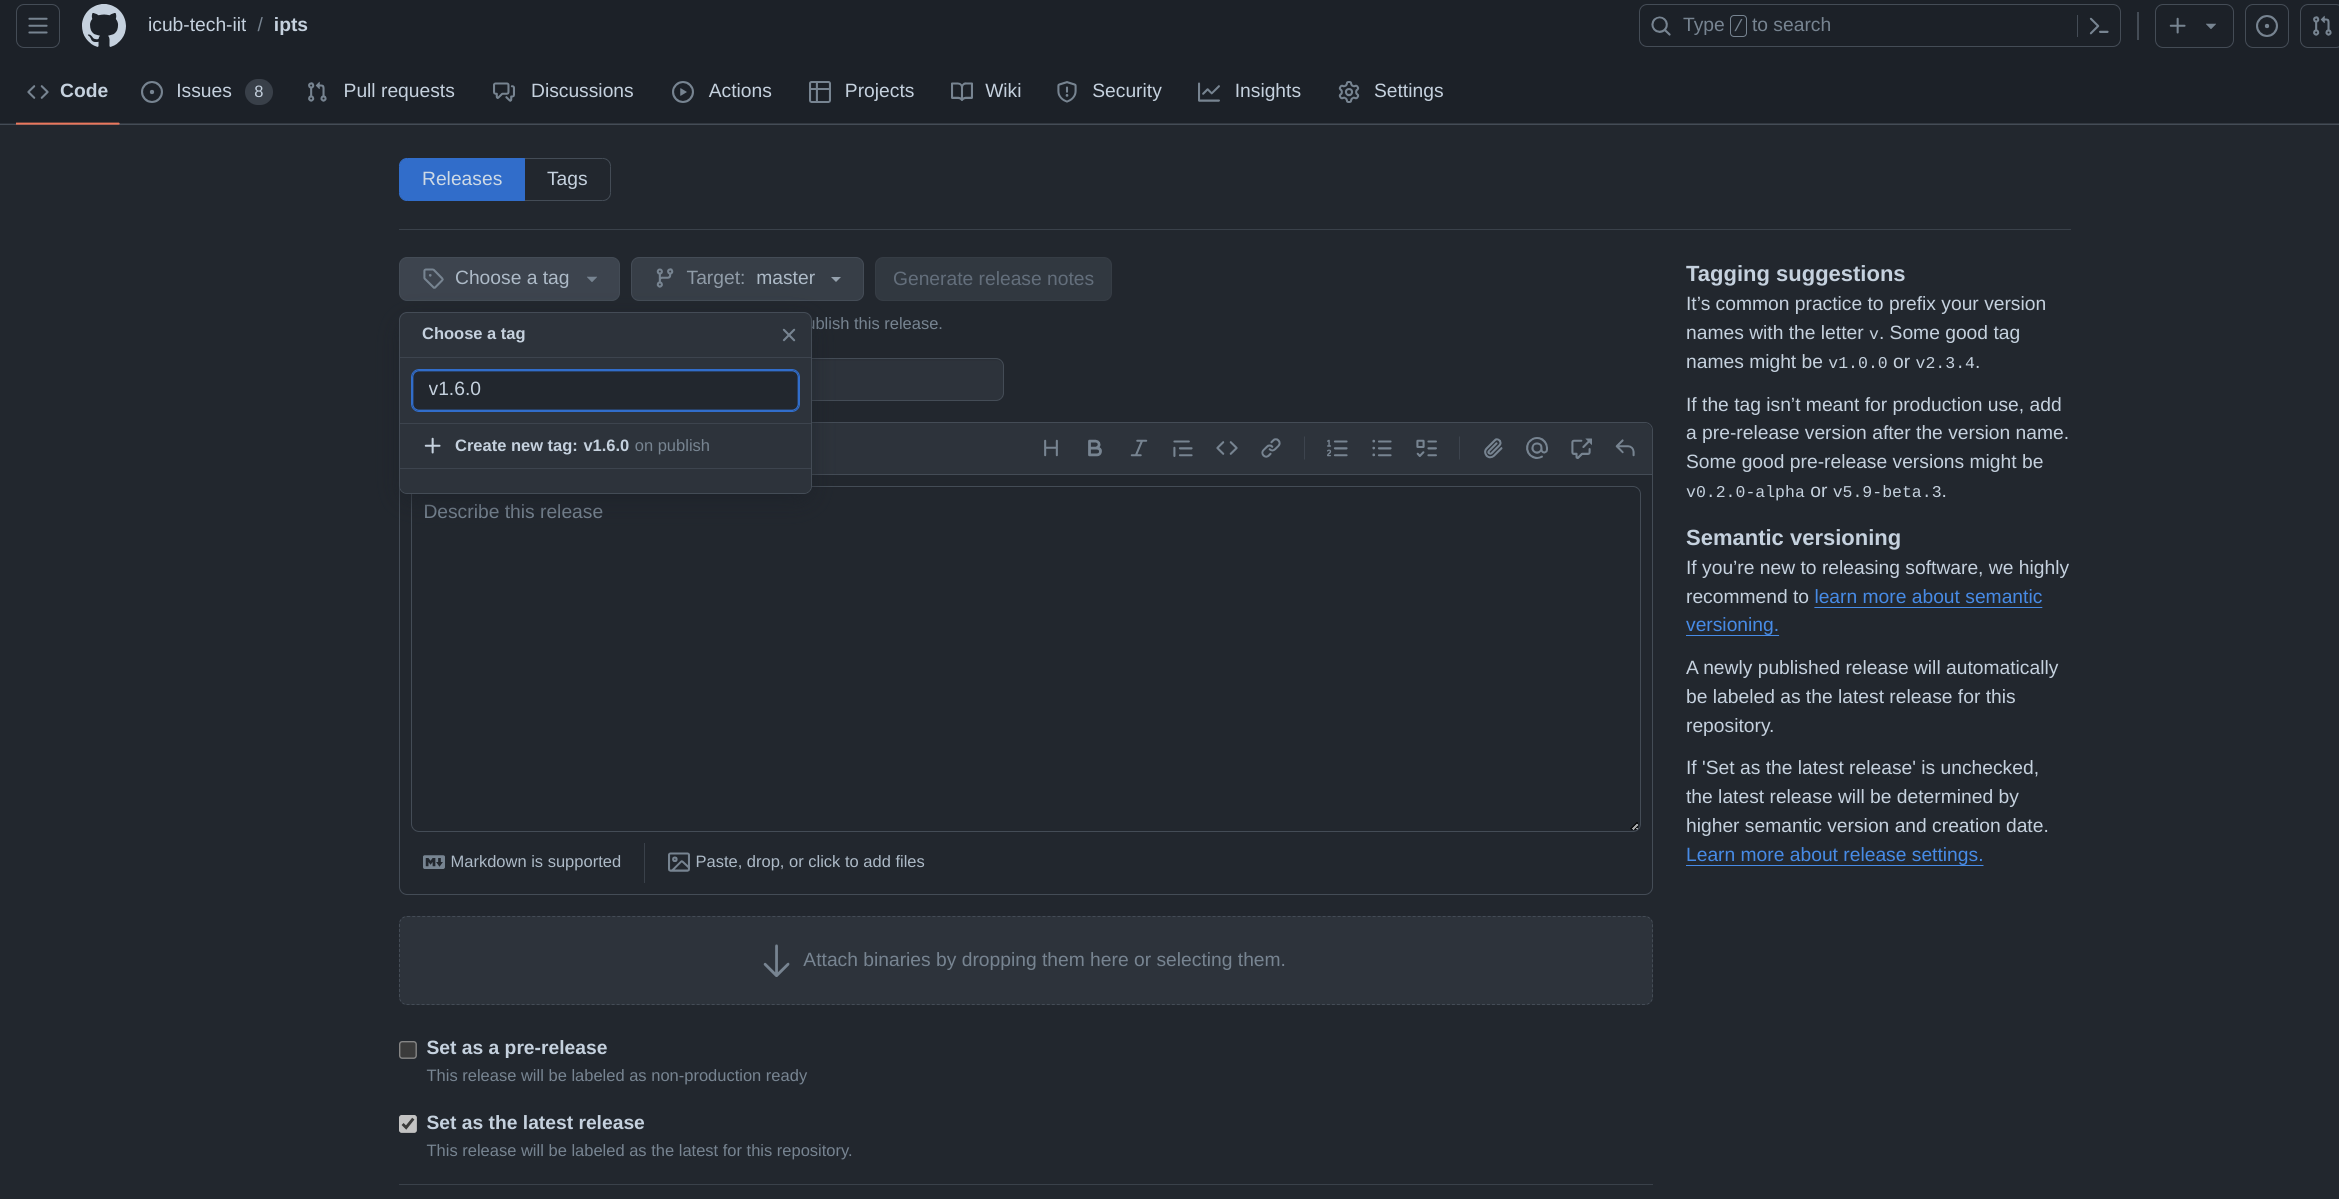 icub-tech-iit / ipts
Type / to search
Code
Issues 8
Pull requests
Discussions
Actions
Projects
Wiki
Security
Insights
Settings
Releases
Tags
Choose a tag
Target: master
Generate release notes
blish this release.
Choose a tag
v1.6.0
Create new tag: v1.6.0 on publish
Describe this release
Markdown is supported
Paste, drop, or click to add files
Attach binaries by dropping them here or selecting them.
Set as a pre-release
This release will be labeled as non-production ready
Set as the latest release
This release will be labeled as the latest for this repository.
Tagging suggestions
It’s common practice to prefix your version
names with the letter v. Some good tag
names might be v1.0.0 or v2.3.4.
If the tag isn’t meant for production use, add
a pre-release version after the version name.
Some good pre-release versions might be
v0.2.0-alpha or v5.9-beta.3.
Semantic versioning
If you’re new to releasing software, we highly
recommend to learn more about semantic
versioning.
A newly published release will automatically
be labeled as the latest release for this
repository.
If 'Set as the latest release' is unchecked,
the latest release will be determined by
higher semantic version and creation date.
Learn more about release settings.